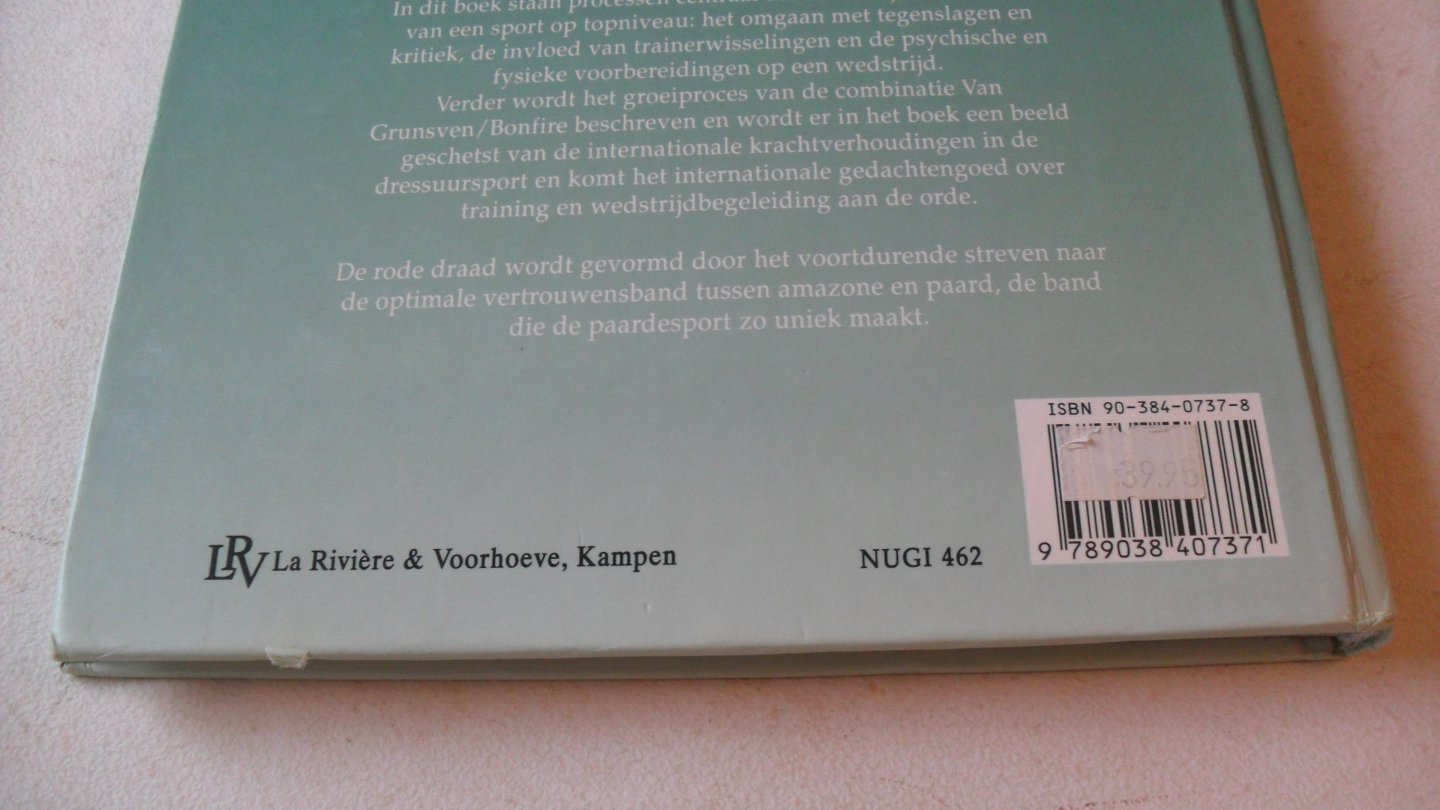 In dit boek staan processen
van een sport op topniveau: het omgaan met tegenslagen en
kritiek, de invloed van trainerwisselingen en de psychische en
fysieke voorbereidingen op een wedstrijd.
Verder wordt het groeiproces van de combinatie Van
Grunsven/Bonfire beschreven en wordt er in het boek een beeld
geschetst van de internationale krachtverhoudingen in de
dressuursport en komt het internationale gedachtengoed over
training en wedstrijdbegeleiding aan de orde.
De rode draad wordt gevormd door het voortdurende streven naar
de optimale vertrouwensband tussen amazone en paard, de band
die de paardesport zo uniek maakt.
ISBN 90-384-0737-8
39.95
9 789038 407371
LRV La Rivière & Voorhoeve, Kampen
NUGI 462